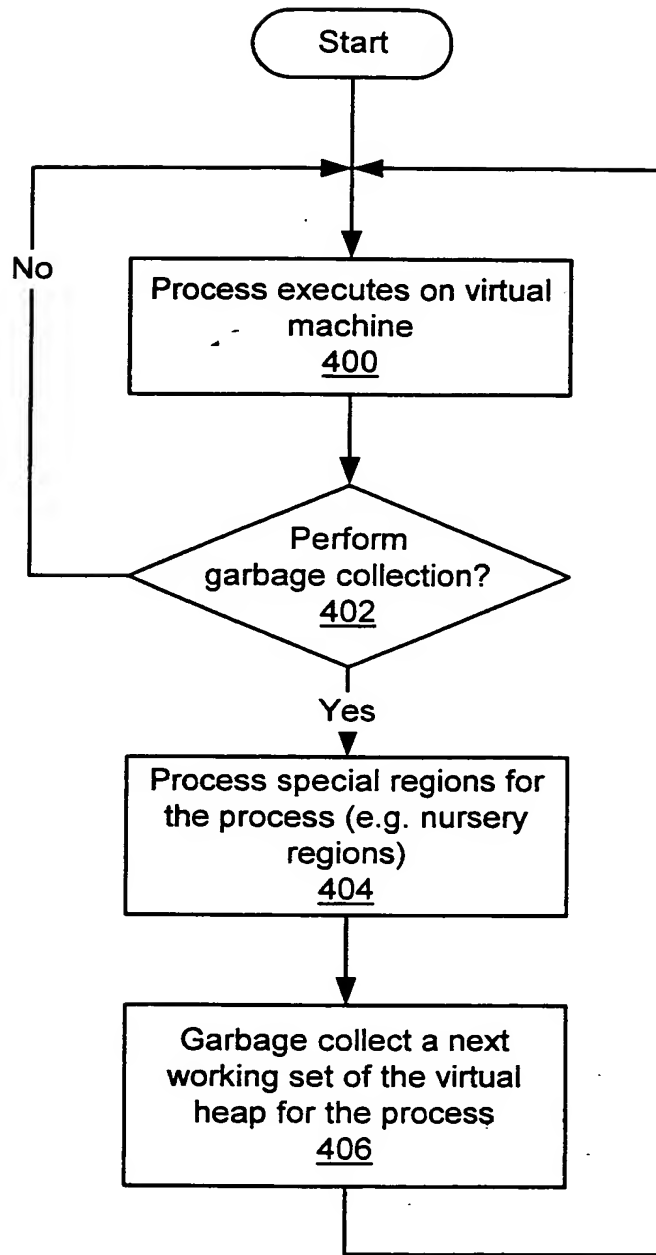 Start
No
Process executes on virtual
machine
400
Perform
garbage collection?
402
Yes
Process special regions for
the process (e.g. nursery
regions)
404
Garbage collect a next
working set of the virtual
heap for the process
406